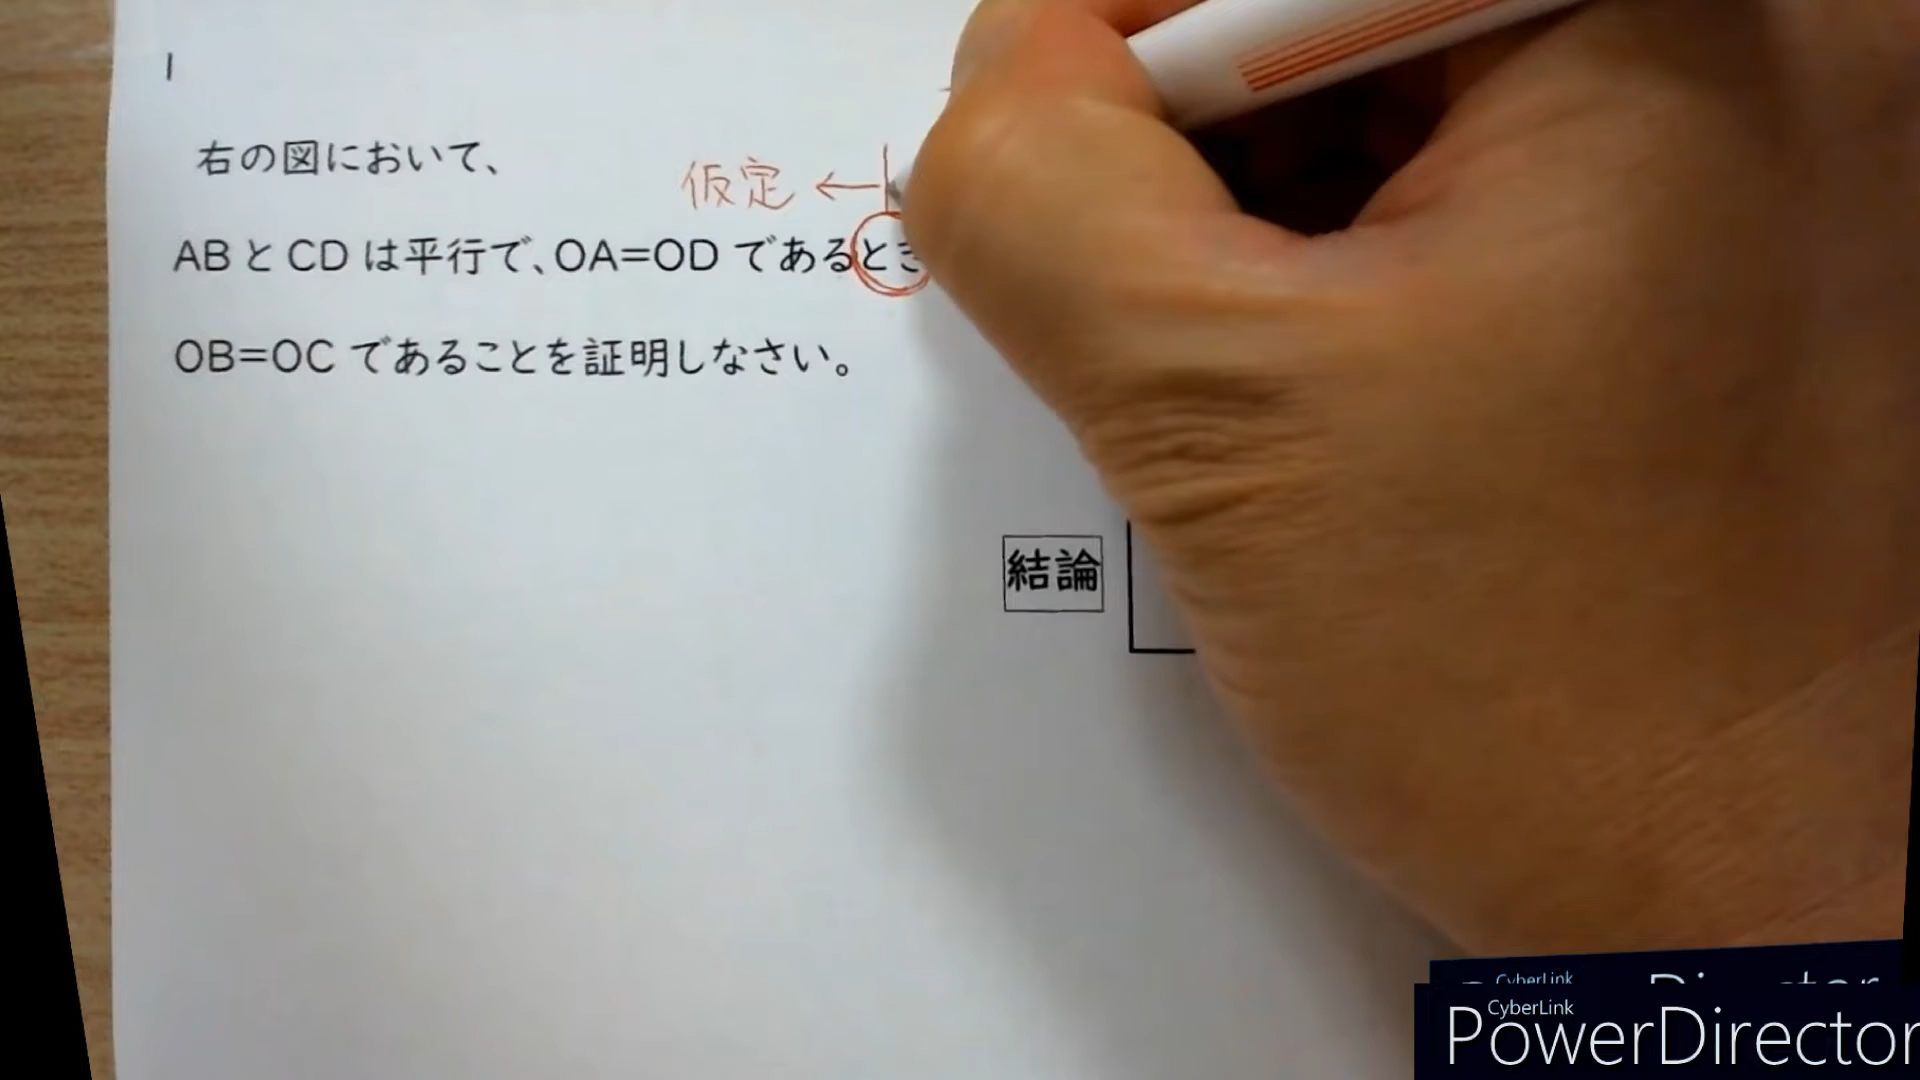 1
右の図において、
仮定 ←
ABとCDは平行で、OA=ODであるとき
OB=OCであることを証明しなさい。
結論
CyberLink
CyberLink
PowerDirector